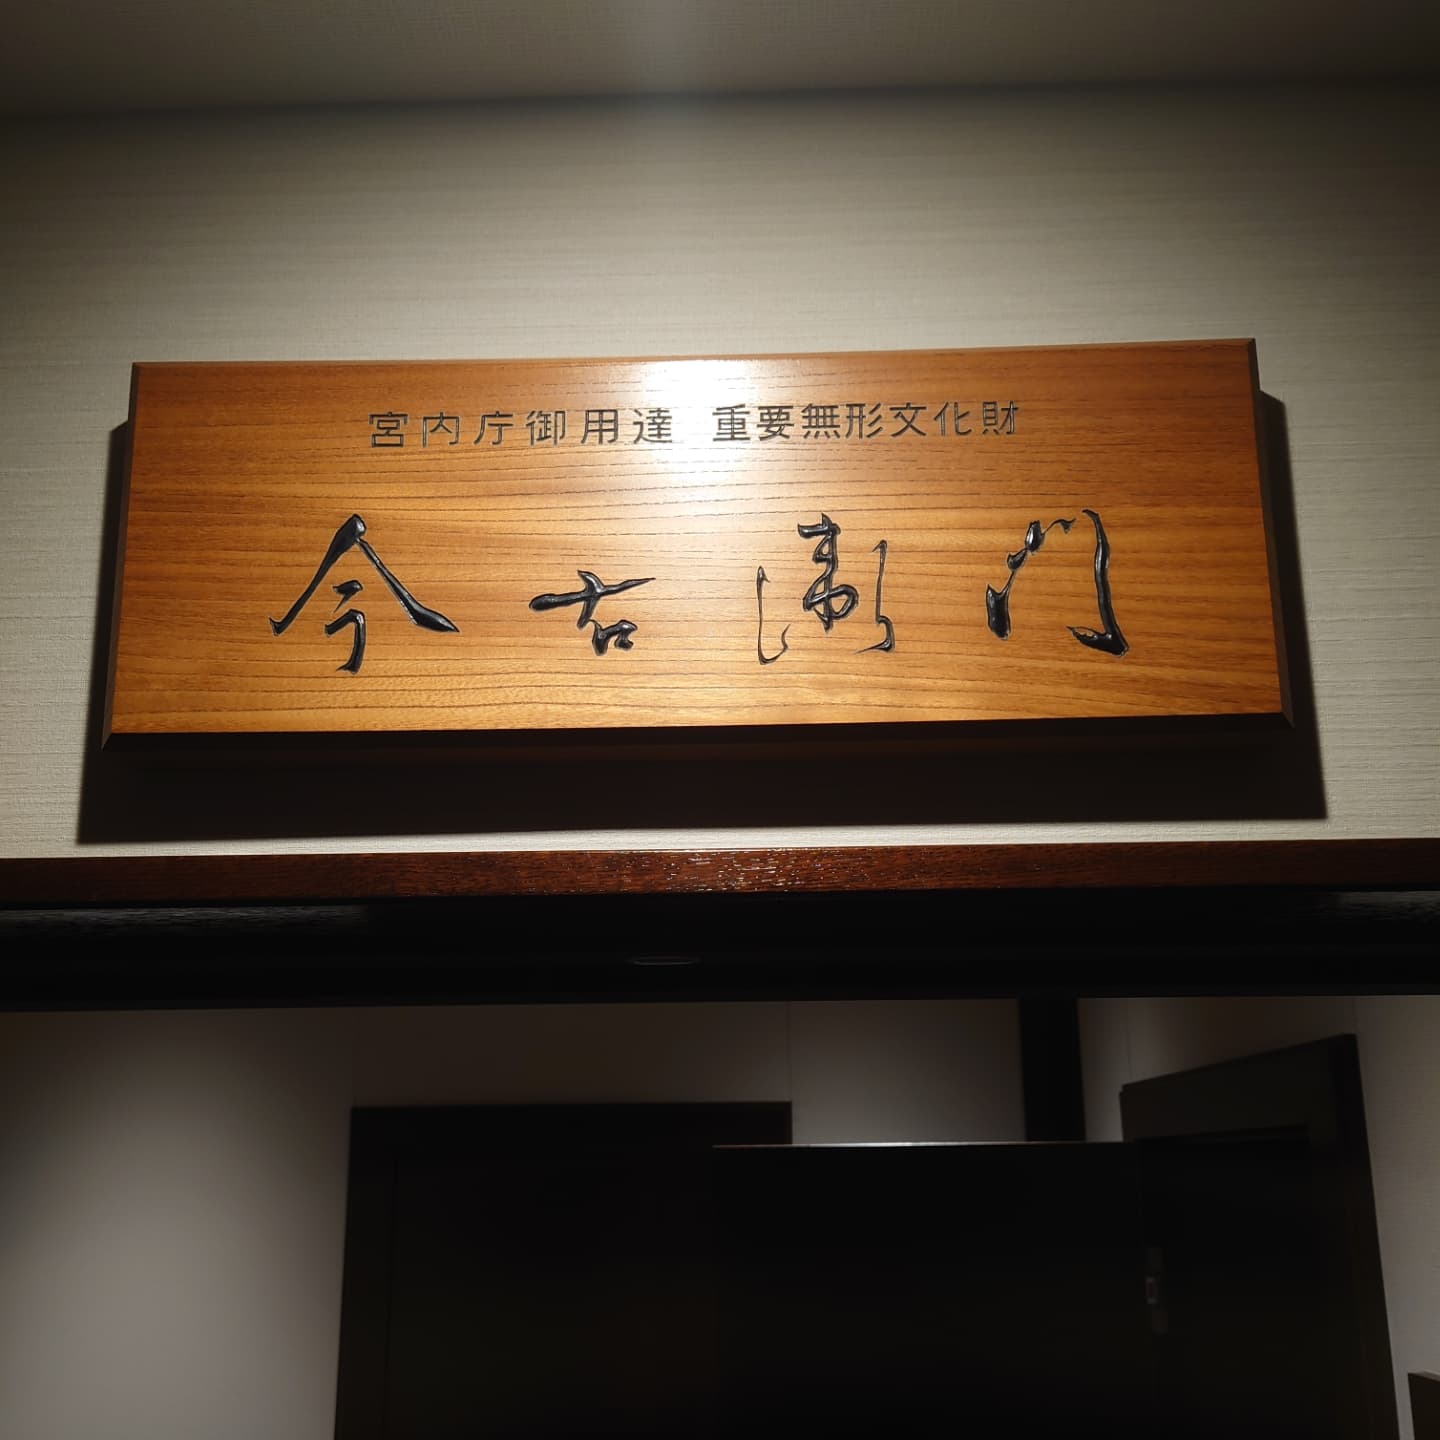 宮内庁御用達 重要無形文化財
今右衛門